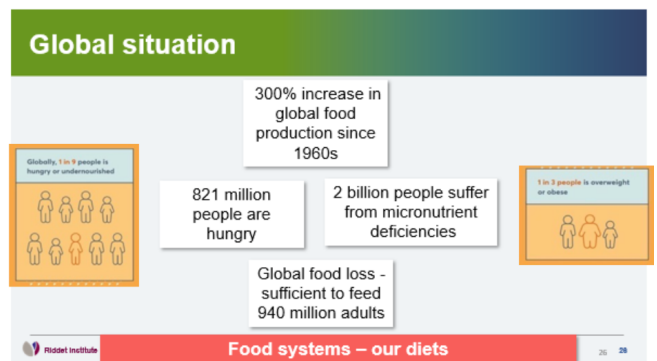 Global situation
300% increase in
global food
production since
1960s
Globally, 1 in 9 people is
hungry or undernourished
821 million
people are
hungry
2 billion people suffer
from micronutrient
deficiencies
1 in 3 people is overweight
or obese
Global food loss -
sufficient to feed
940 million adults
Riddet Institute
Food systems – our diets
26 26